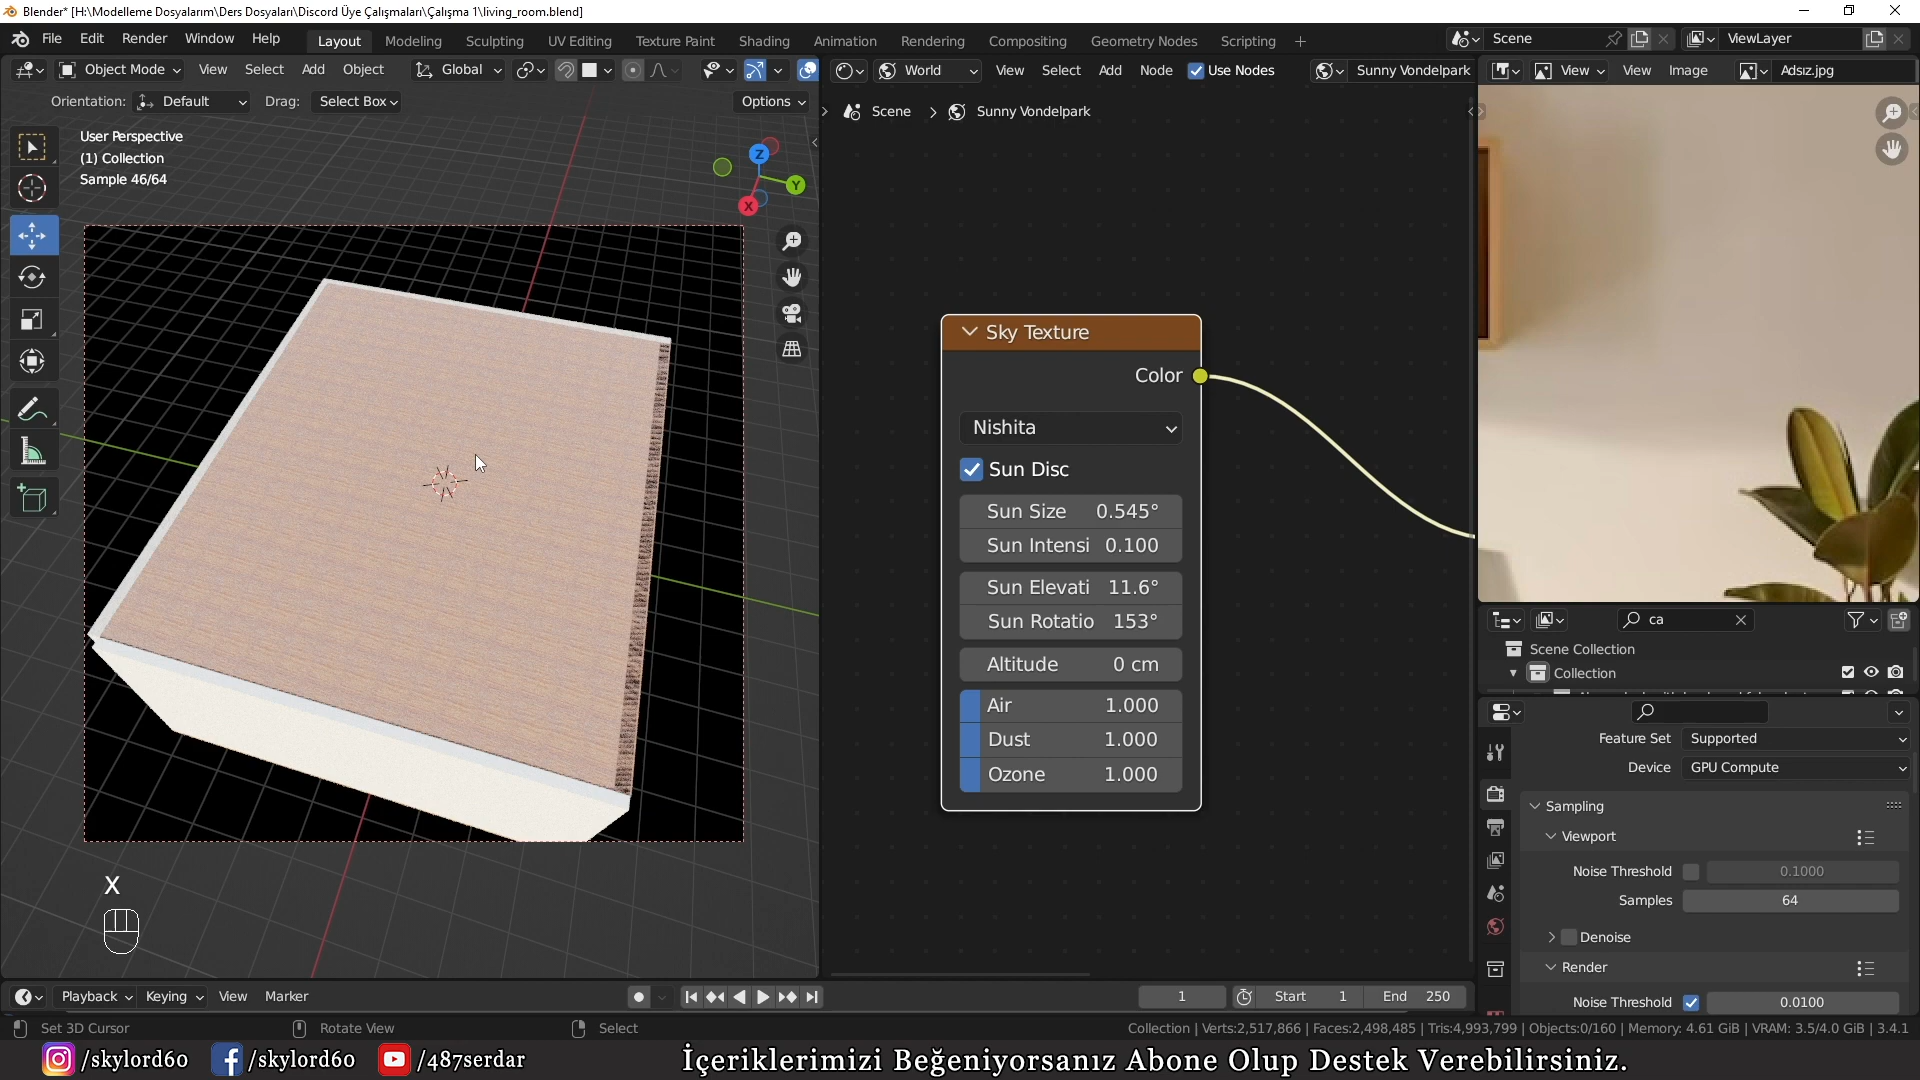 Blender* [H:\Modelleme Dosyalarım\Ders Dosyaları\Discord Üye Çalışmaları\Çalışma 1\living_room.blend]
File Edit Render Window Help Layout Modeling Sculpting UV Editing Texture Paint Shading Animation Rendering Compositing Geometry Nodes Scripting + Scene ViewLayer
Object Mode View Select Add Object Global World View Select Add Node Use Nodes Sunny Vondelpark View View Image Adsız.jpg
Orientation: Default Drag: Select Box Options
Scene > Sunny Vondelpark
User Perspective
(1) Collection
Sample 46/64
Z
Y
X
Sky Texture
Color
Nishita
Sun Disc
Sun Size 0.545°
Sun Intensi 0.100
Sun Elevati 11.6°
Sun Rotatio 153°
Altitude 0 cm
Air 1.000
Dust 1.000
Ozone 1.000
ca
Scene Collection
Collection
Feature Set Supported
Device GPU Compute
Sampling
Viewport
Noise Threshold 0.1000
Samples 64
Denoise
Render
Noise Threshold 0.0100
X
Playback Keying View Marker 1 Start 1 End 250
Set 3D Cursor Rotate View Select Collection | Verts:2,517,866 | Faces:2,498,485 | Tris:4,993,799 | Objects:0/160 | Memory: 4.61 GiB | VRAM: 3.5/4.0 GiB | 3.4.1
/skylord60 /skylord60 /487serdar İçeriklerimizi Beğeniyorsanız Abone Olup Destek Verebilirsiniz.